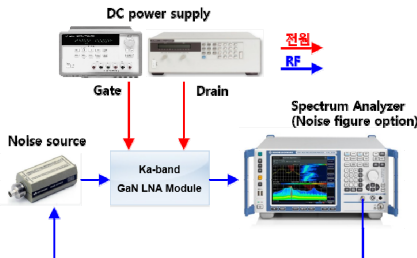 DC power supply
전원
RF
Gate
Drain
Spectrum Analyzer
(Noise figure option)
Noise source
Ka-band
GaN LNA Module